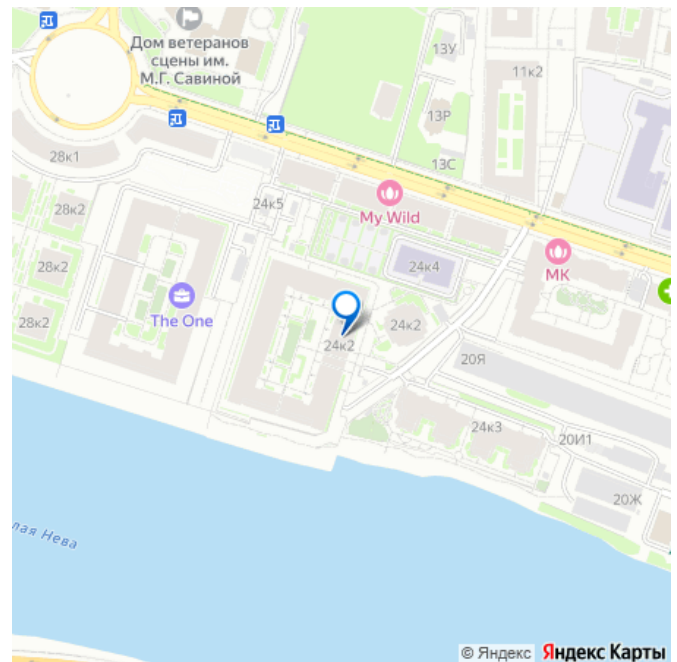 Дом ветеранов
сцены им.
М.Г. Савиной
13У
11к2
13Р
13С
28к1
28к2
24к5
My Wild
24к4
МК
28к2
The One
24к2
24к2
28к2
20Я
24к3
20И1
20Ж
лая Нева
© Яндекс Яндекс Карты